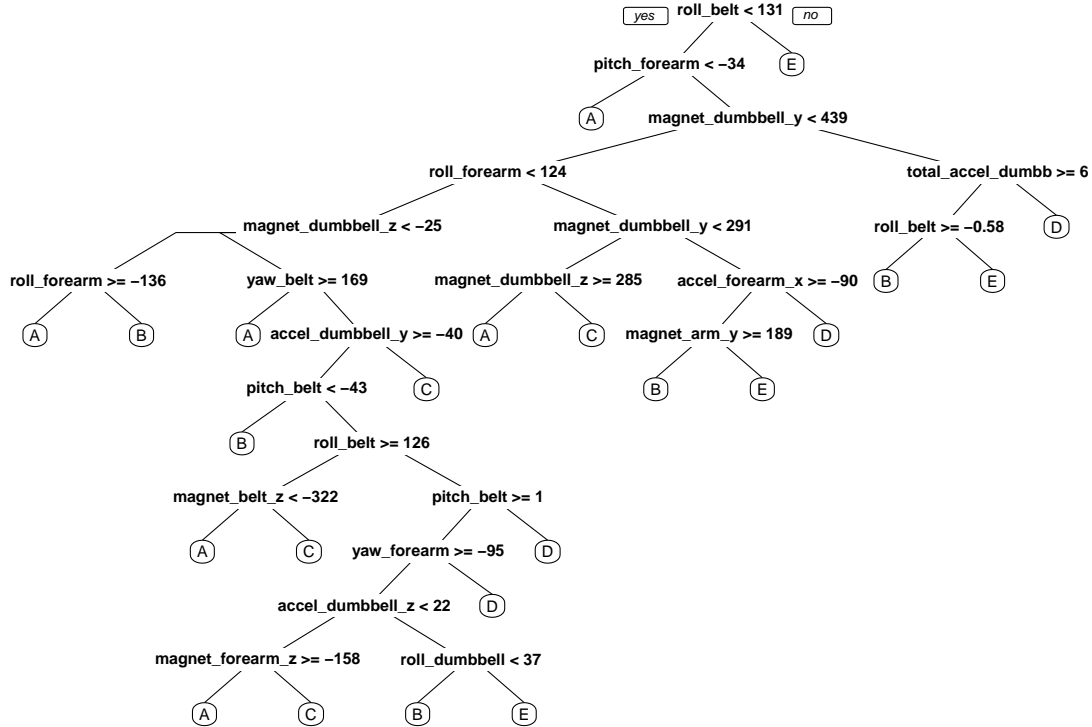 yes roll_belt < 131 no
pitch_forearm < −34 E
A magnet_dumbbell_y < 439
roll_forearm < 124 total_accel_dumbb >= 6
magnet_dumbbell_z < −25 magnet_dumbbell_y < 291 roll_belt >= −0.58 D
roll_forearm >= −136 yaw_belt >= 169 magnet_dumbbell_z >= 285 accel_forearm_x >= −90 B E
A B A accel_dumbbell_y >= −40 A C magnet_arm_y >= 189 D
pitch_belt < −43 C B E
B roll_belt >= 126
magnet_belt_z < −322 pitch_belt >= 1
A C yaw_forearm >= −95 D
accel_dumbbell_z < 22 D
magnet_forearm_z >= −158 roll_dumbbell < 37
A C B E